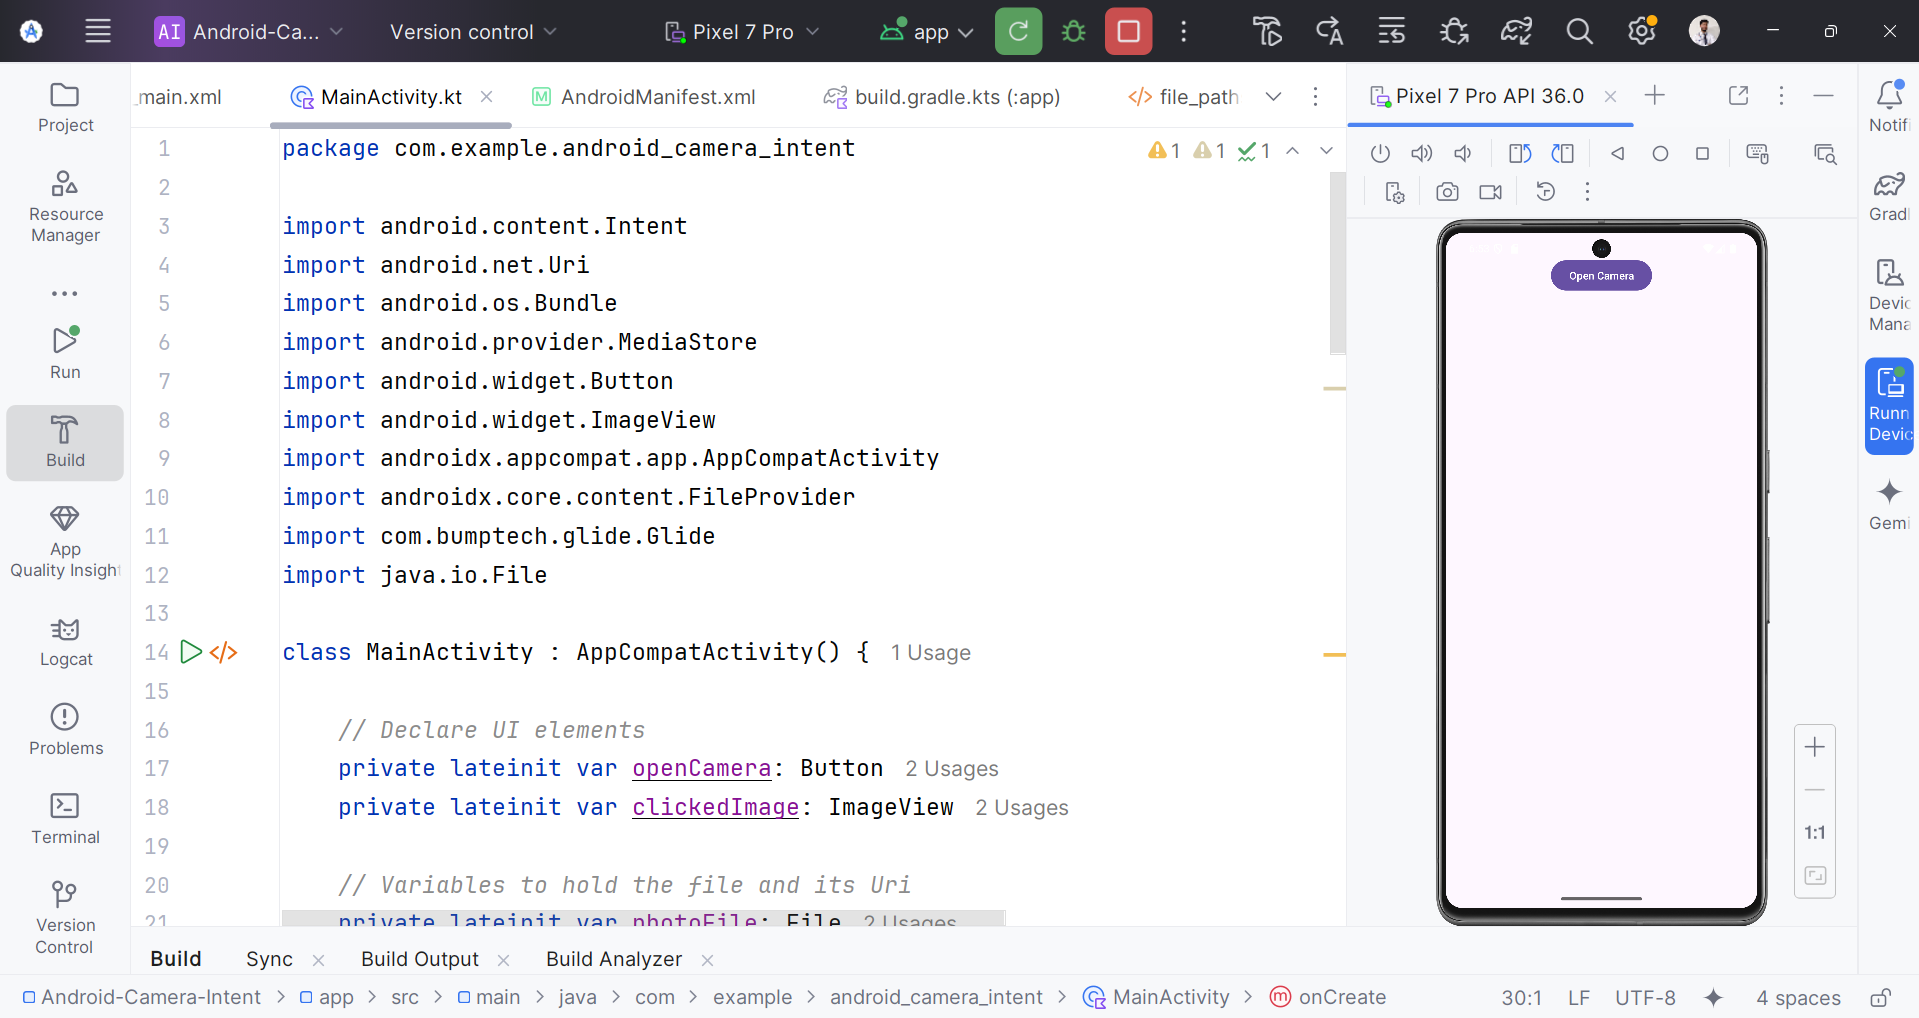 AI Android-Ca... Version control Pixel 7 Pro app
_main.xml MainActivity.kt AndroidManifest.xml build.gradle.kts (:app) file_path
Pixel 7 Pro API 36.0
Project
Resource
Manager
Run
Build
App
Quality Insight
Logcat
Problems
Terminal
Version
Control
1 package com.example.android_camera_intent
1 1 1
2
3 import android.content.Intent
4 import android.net.Uri
5 import android.os.Bundle
6 import android.provider.MediaStore
7 import android.widget.Button
8 import android.widget.ImageView
9 import androidx.appcompat.app.AppCompatActivity
10 import androidx.core.content.FileProvider
11 import com.bumptech.glide.Glide
12 import java.io.File
13
14 class MainActivity : AppCompatActivity() { 1 Usage
15
16 // Declare UI elements
17 private lateinit var openCamera: Button 2 Usages
18 private lateinit var clickedImage: ImageView 2 Usages
19
20 // Variables to hold the file and its Uri
21 private lateinit var photoFile: File 2 Usages
Open Camera
1:1
Notifi
Gradl
Devic
Mana
Runn
Devic
Gemi
Build Sync Build Output Build Analyzer
Android-Camera-Intent > app > src > main > java > com > example > android_camera_intent > MainActivity > onCreate
30:1 LF UTF-8 4 spaces